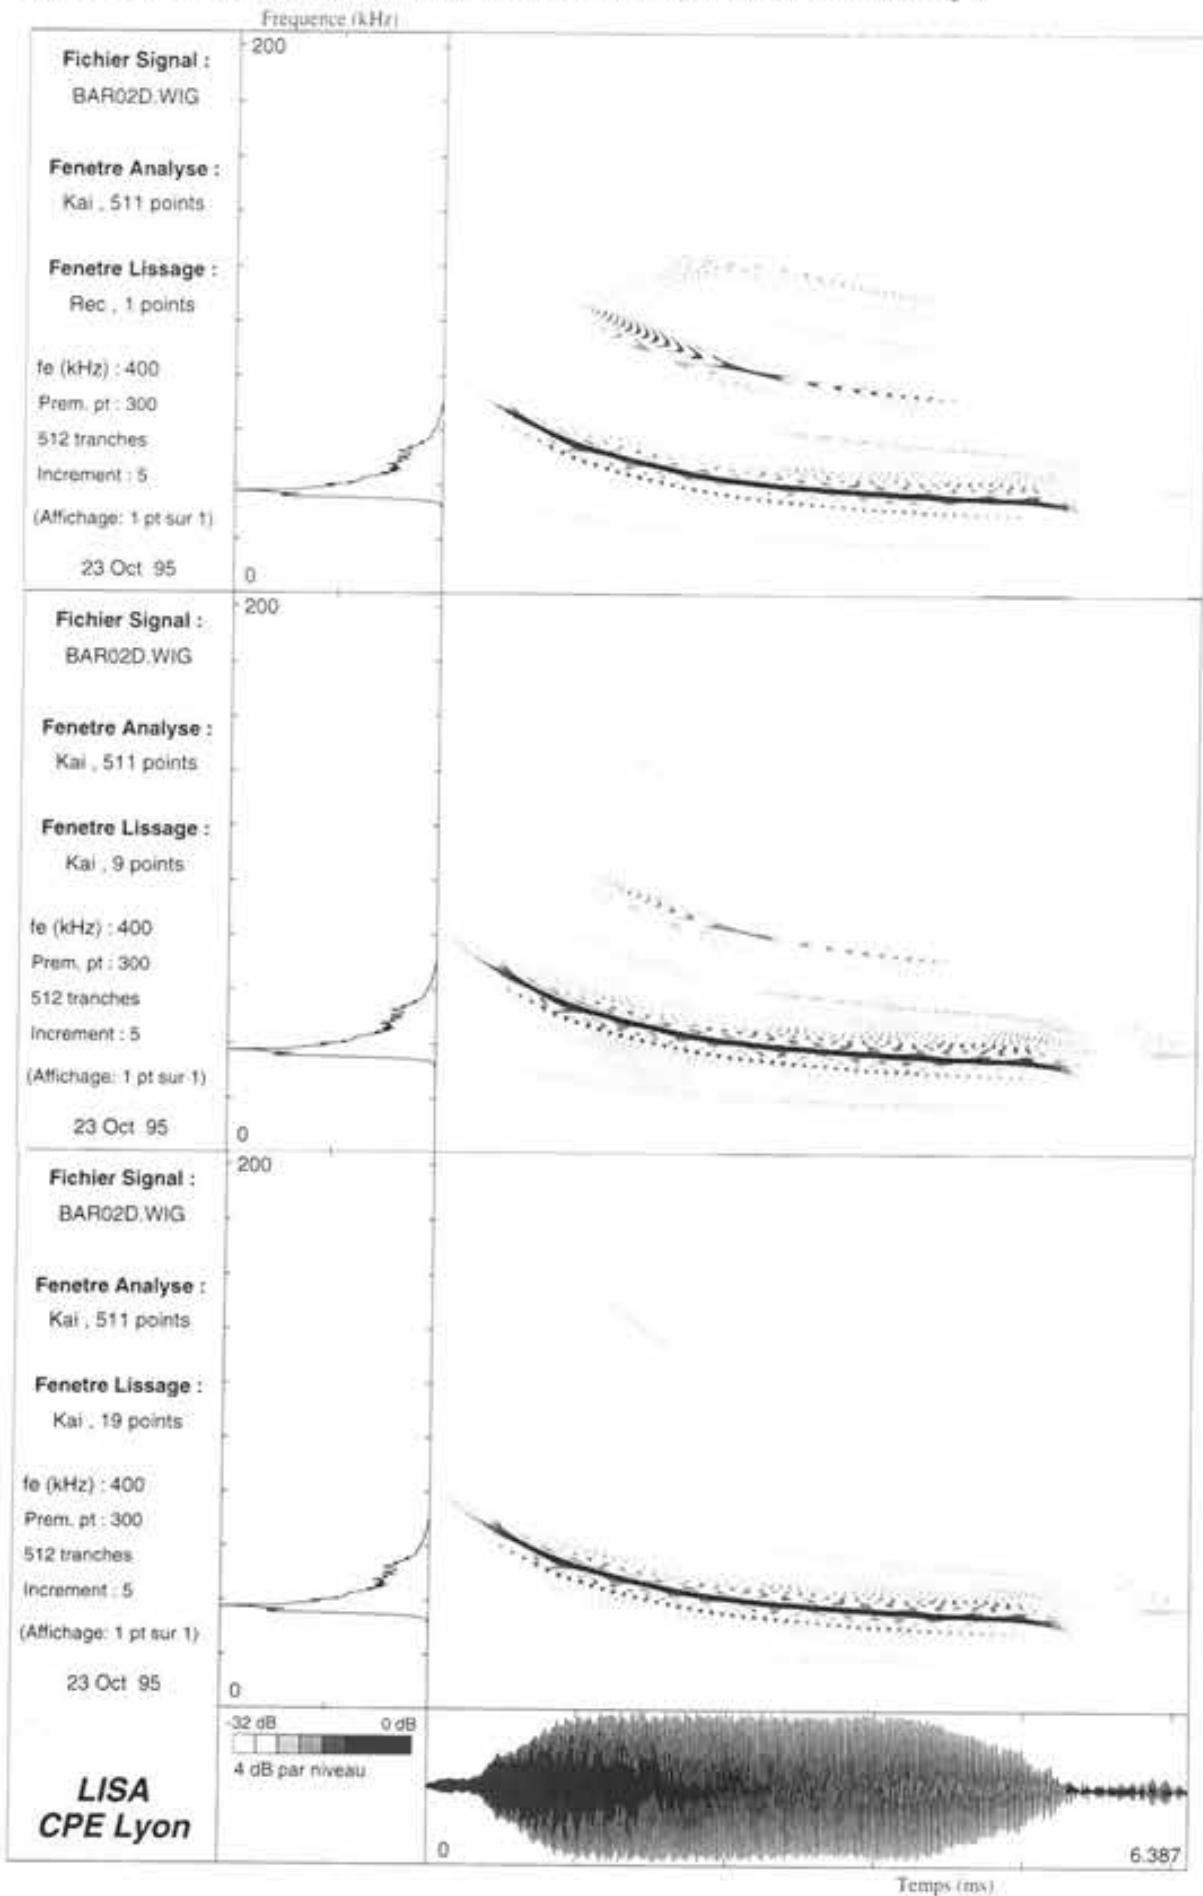 Frequence (kHz)
Fichier Signal :
BAR02D.WIG
Fenetre Analyse :
Kai , 511 points
Fenetre Lissage :
Rec , 1 points
fe (kHz) : 400
Prem. pt : 300
512 tranches
Increment : 5
(Affichage: 1 pt sur 1)
23 Oct 95
200
0
Fichier Signal :
BAR02D.WIG
Fenetre Analyse :
Kai , 511 points
Fenetre Lissage :
Kai , 9 points
fe (kHz) : 400
Prem. pt : 300
512 tranches
Increment : 5
(Affichage: 1 pt sur 1)
23 Oct 95
200
0
Fichier Signal :
BAR02D.WIG
Fenetre Analyse :
Kai , 511 points
Fenetre Lissage :
Kai , 19 points
fe (kHz) : 400
Prem. pt : 300
512 tranches
Increment : 5
(Affichage: 1 pt sur 1)
23 Oct 95
200
0
-32 dB 0 dB
4 dB par niveau
LISA
CPE Lyon
0
6.387
Temps (ms)